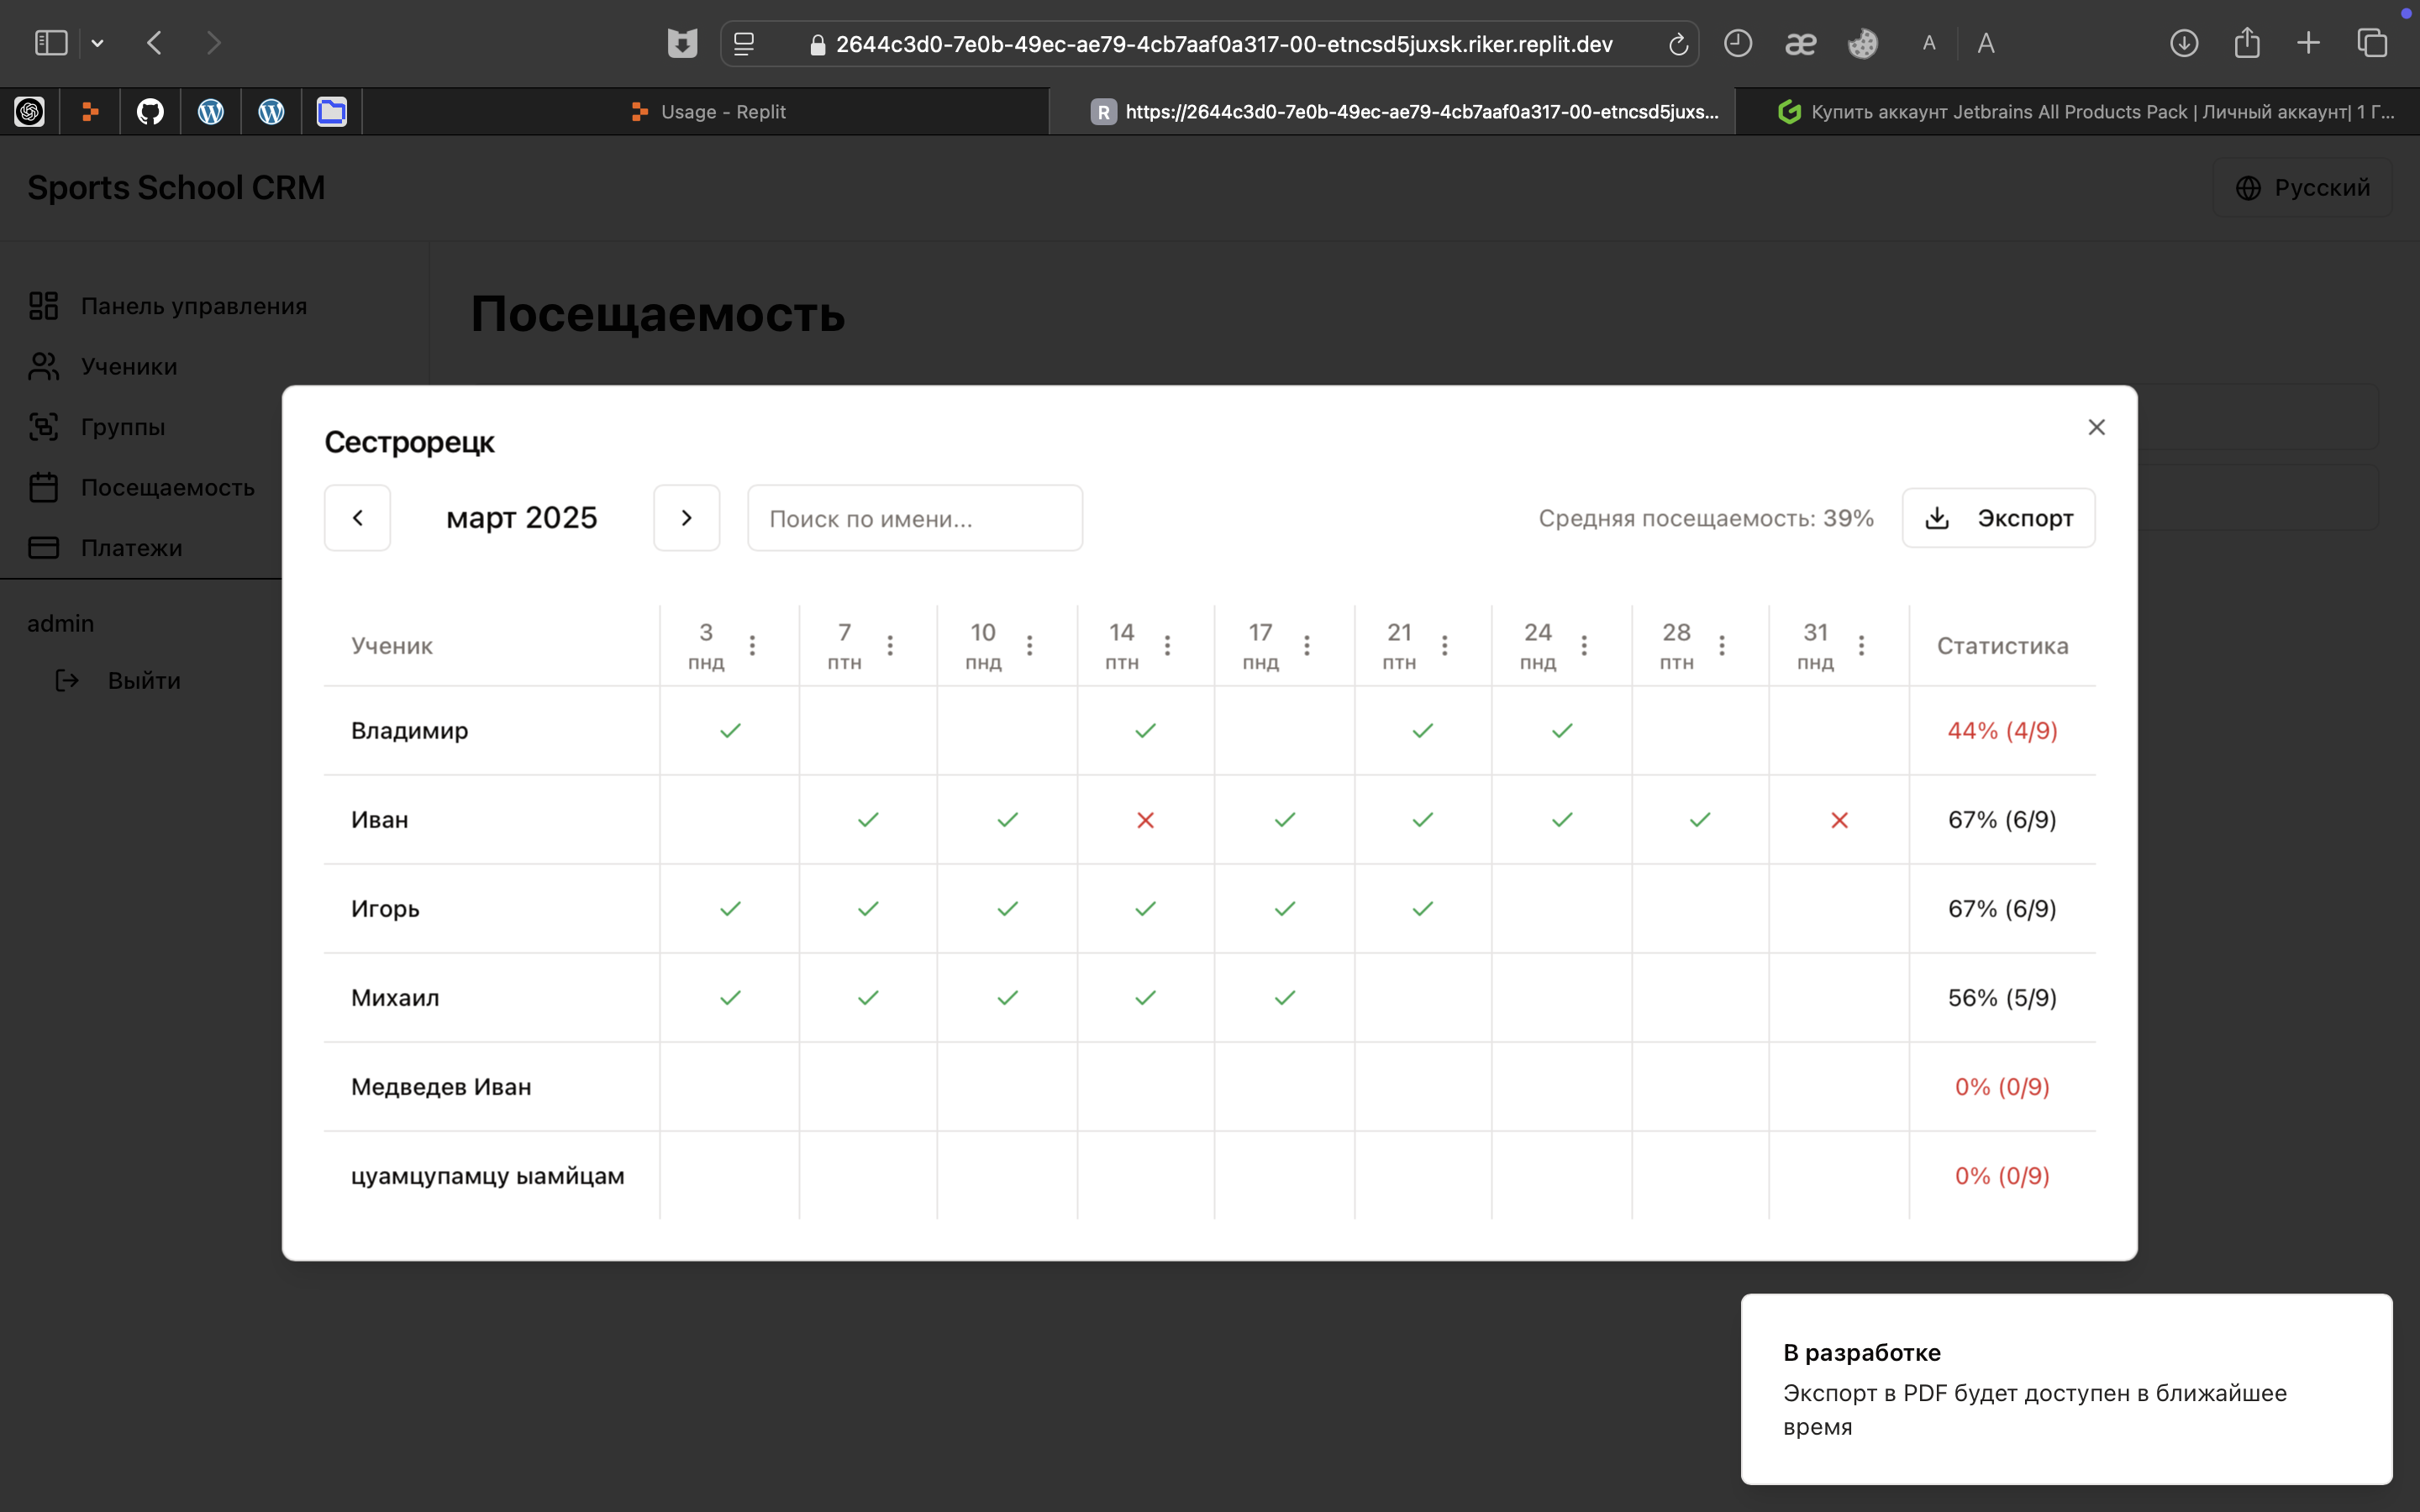 2644c3d0-7e0b-49ec-ae79-4cb7aaf0a317-00-etncsd5juxsk.riker.replit.dev
æ A A
Usage - Replit
R https://2644c3d0-7e0b-49ec-ae79-4cb7aaf0a317-00-etncsd5juxs...
Купить аккаунт Jetbrains All Products Pack | Личный аккаунт| 1 Г...
Sports School CRM
Русский
Панель управления
Ученики
Группы
Посещаемость
Платежи
admin
Выйти
Посещаемость
Сестрорецк
март 2025
Поиск по имени...
Средняя посещаемость: 39%
Экспорт
Ученик 3 пнд 7 птн 10 пнд 14 птн 17 пнд 21 птн 24 пнд 28 птн 31 пнд Статистика
Владимир 44% (4/9)
Иван 67% (6/9)
Игорь 67% (6/9)
Михаил 56% (5/9)
Медведев Иван 0% (0/9)
цуамцупамцу ыамйцам 0% (0/9)
В разработке
Экспорт в PDF будет доступен в ближайшее
время